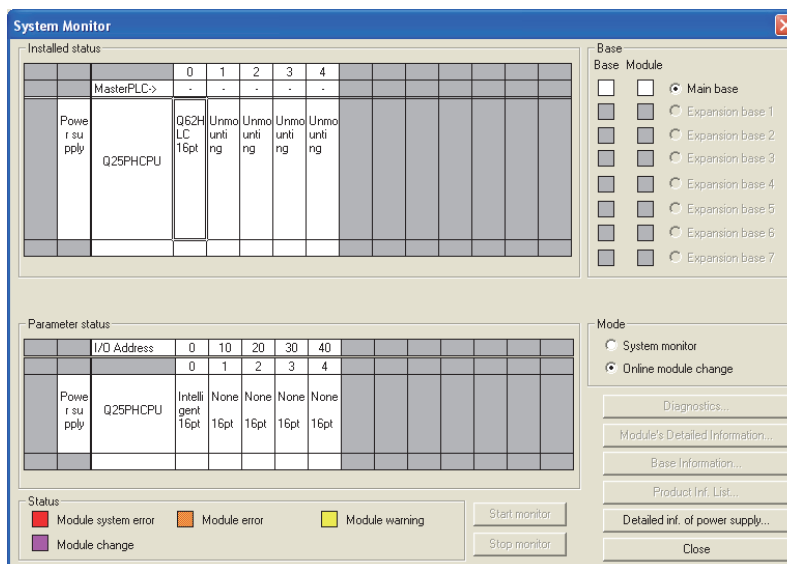 System Monitor
Installed status
0 1 2 3 4
MasterPLC-> - - - - -
Powe
r su
pply
Q25PHCPU
Q62H
LC
16pt
Unmo
unti
ng
Unmo
unti
ng
Unmo
unti
ng
Unmo
unti
ng
Base
Base Module
Main base
Expansion base 1
Expansion base 2
Expansion base 3
Expansion base 4
Expansion base 5
Expansion base 6
Expansion base 7
Parameter status
I/O Address 0 10 20 30 40
0 1 2 3 4
Powe
r su
pply
Q25PHCPU
Intelli
gent
16pt
None
16pt
None
16pt
None
16pt
None
16pt
Mode
System monitor
Online module change
Diagnostics...
Module's Detailed Information...
Base Information...
Product Inf. List...
Detailed inf. of power supply...
Close
Status
Module system error
Module error
Module warning
Module change
Start monitor
Stop monitor